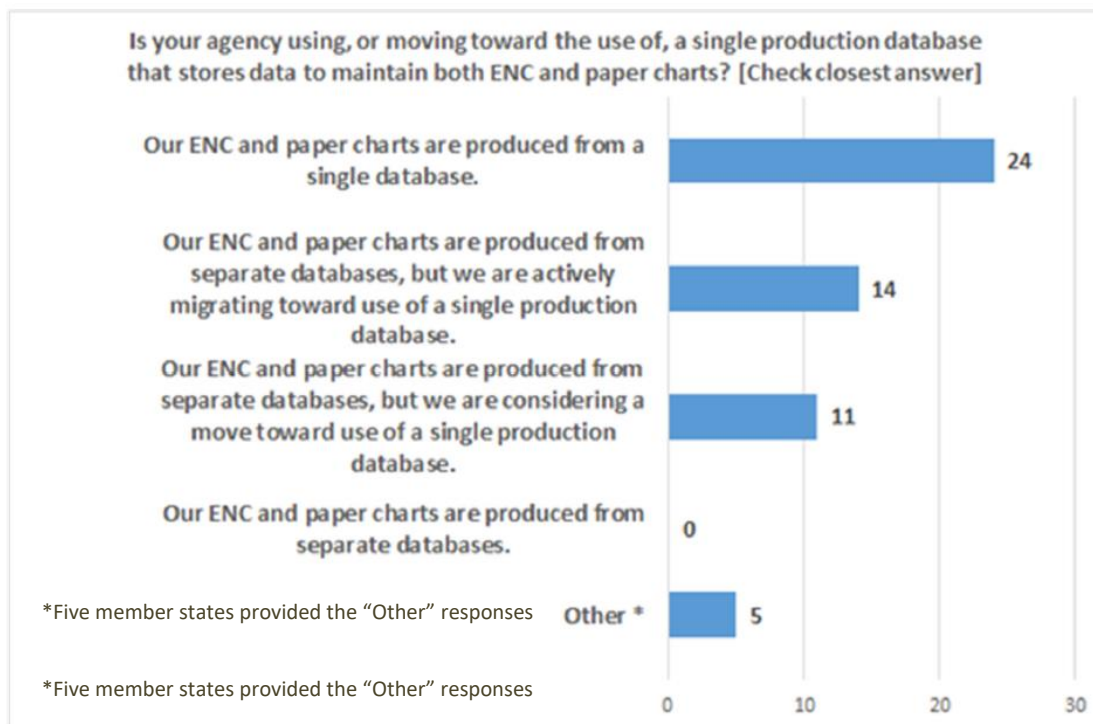 Is your agency using, or moving toward the use of, a single production database
that stores data to maintain both ENC and paper charts? [Check closest answer]
Our ENC and paper charts are produced from a
single database.
24
Our ENC and paper charts are produced from
separate databases, but we are actively
migrating toward use of a single production
database.
14
Our ENC and paper charts are produced from
separate databases, but we are considering a
move toward use of a single production
database.
11
Our ENC and paper charts are produced from
separate databases.
0
*Five member states provided the “Other” responses
Other *
5
*Five member states provided the “Other” responses
0 10 20 30